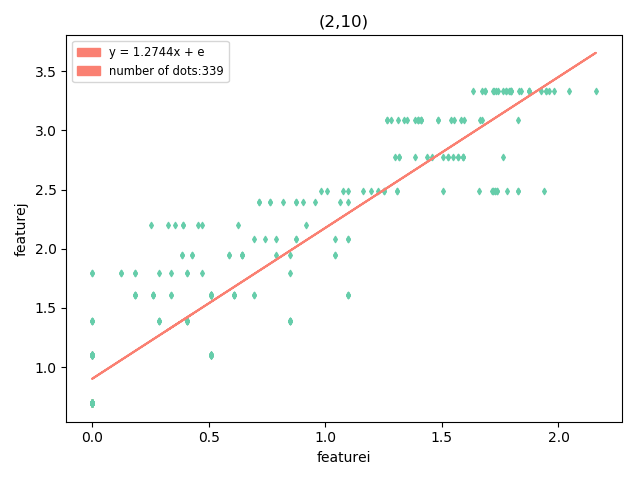 (2,10)
y = 1.2744x + e
number of dots:339
3.5
3.0
2.5
2.0
1.5
1.0
featurej
0.0 0.5 1.0 1.5 2.0
featurei